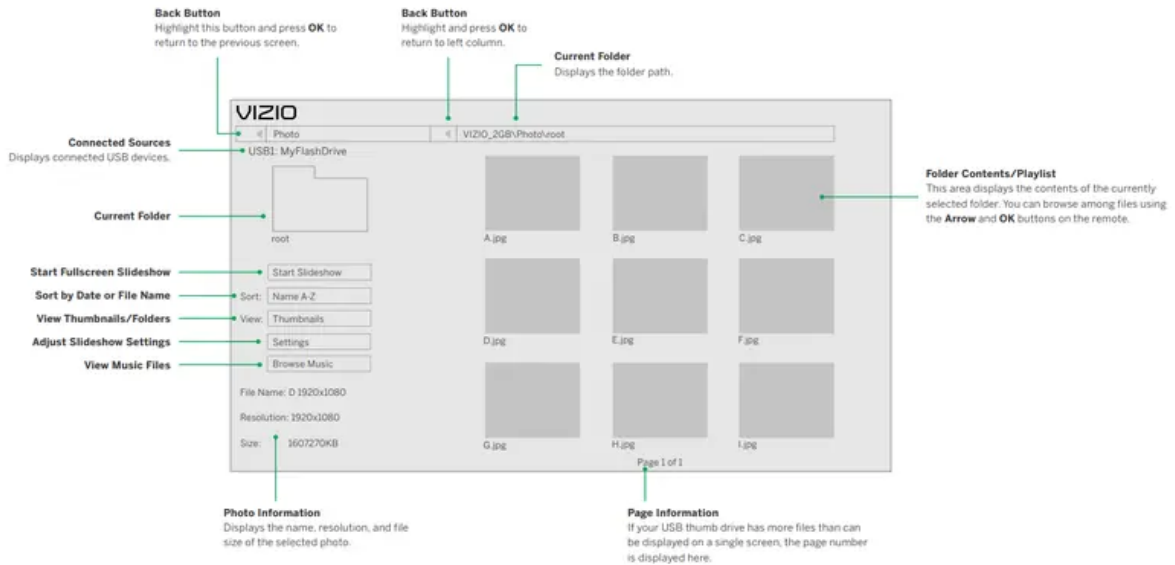 Back Button
Highlight this button and press OK to
return to the previous screen.
Back Button
Highlight and press OK to
return to left column.
Current Folder
Displays the folder path.
VIZIO
Photo
VIZIO_2GB\Photo\root
Connected Sources
Displays connected USB devices.
USB1: MyFlashDrive
Current Folder
root
A.jpg
B.jpg
C.jpg
Folder Contents/Playlist
This area displays the contents of the currently
selected folder. You can browse among files using
the Arrow and OK buttons on the remote.
Start Fullscreen Slideshow
Start Slideshow
Sort by Date or File Name
Sort: Name A-Z
View Thumbnails/Folders
View: Thumbnails
Adjust Slideshow Settings
Settings
View Music Files
Browse Music
D.jpg
E.jpg
F.jpg
File Name: D 1920x1080
Resolution: 1920x1080
Size: 1607270KB
G.jpg
H.jpg
I.jpg
Page 1 of 1
Photo Information
Displays the name, resolution, and file
size of the selected photo.
Page Information
If your USB thumb drive has more files than can
be displayed on a single screen, the page number
is displayed here.